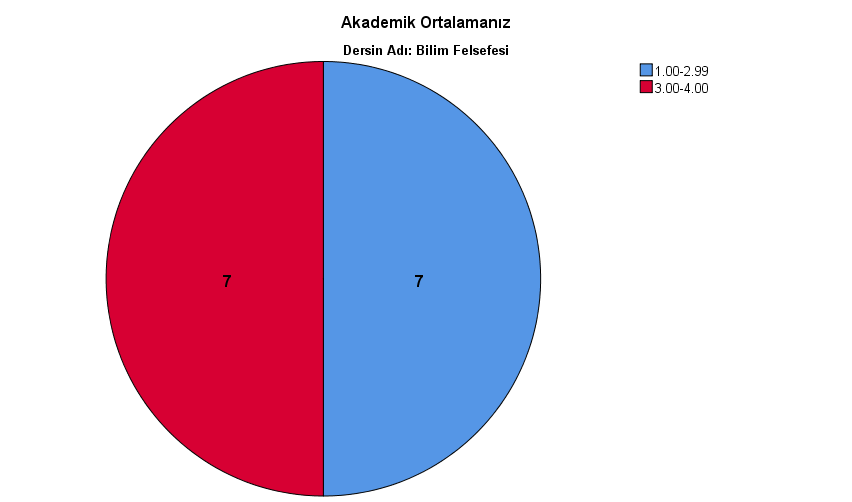 Akademik Ortalamanız
Dersin Adı: Bilim Felsefesi
1.00-2.99
3.00-4.00
7
7